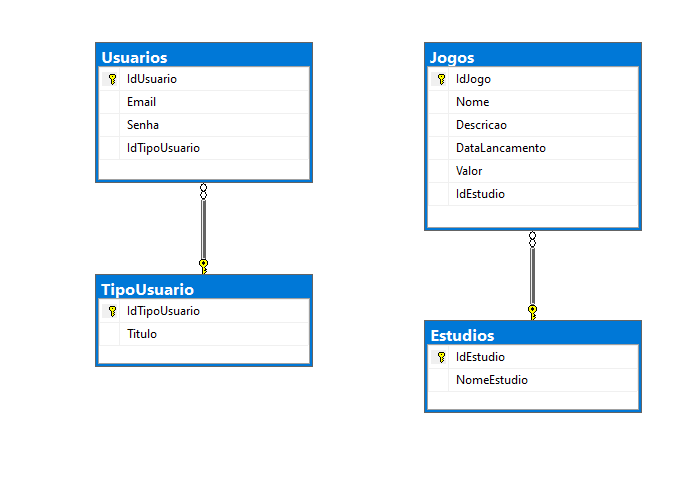 Usuarios
IdUsuario
Email
Senha
IdTipoUsuario
TipoUsuario
IdTipoUsuario
Titulo
Jogos
IdJogo
Nome
Descricao
DataLancamento
Valor
IdEstudio
Estudios
IdEstudio
NomeEstudio